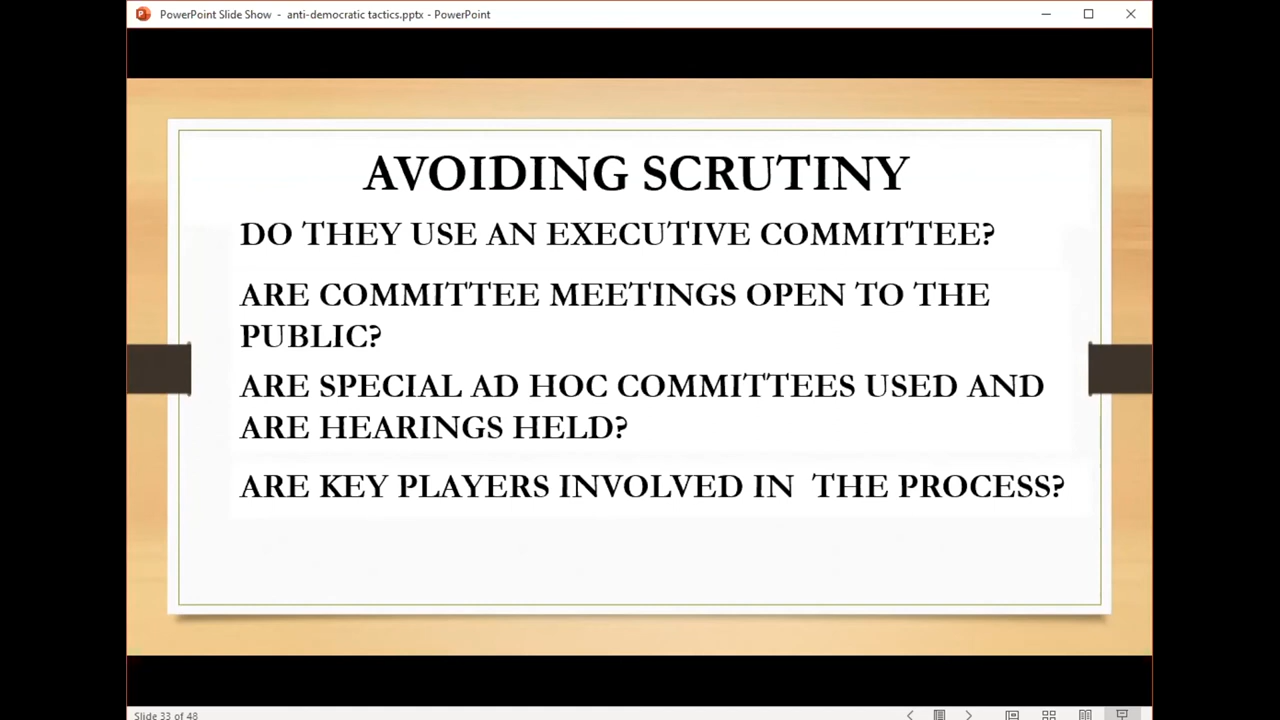 PowerPoint Slide Show - anti-democratic tactics.pptx - PowerPoint
AVOIDING SCRUTINY
DO THEY USE AN EXECUTIVE COMMITTEE?
ARE COMMITTEE MEETINGS OPEN TO THE
PUBLIC?
ARE SPECIAL AD HOC COMMITTEES USED AND
ARE HEARINGS HELD?
ARE KEY PLAYERS INVOLVED IN THE PROCESS?
Slide 33 of 48